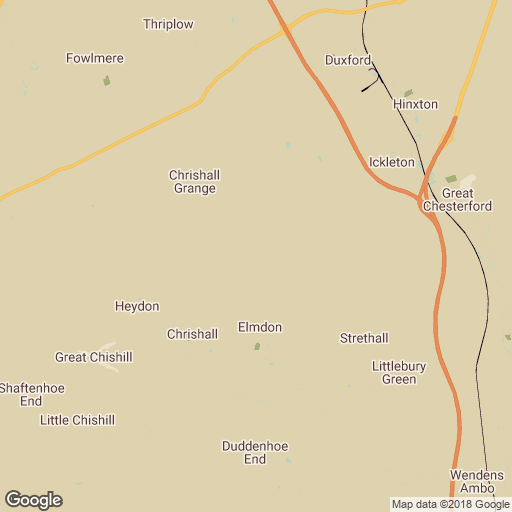 Thriplow
Fowlmere
Duxford
Hinxton
Ickleton
Chrishall
Grange
Great
Chesterford
Heydon
Elmdon
Chrishall
Strethall
Great Chishill
Littlebury
Green
Shaftenhoe
End
Little Chishill
Duddenhoe
End
Wendens
Ambo
Google
Map data ©2018 Google